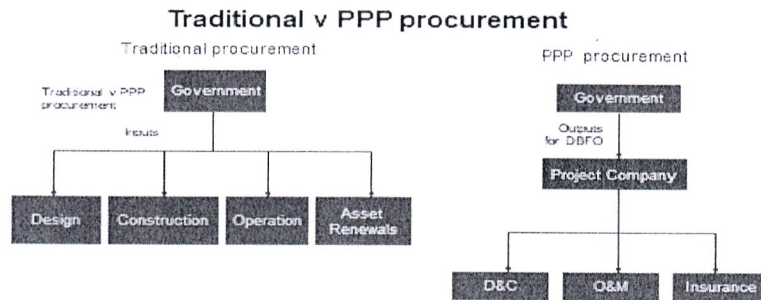 Traditional v PPP procurement
Traditional procurement
Government
Traditional v PPP
procurement
Inputs
Design
Construction
Operation
Asset
Renewals
PPP procurement
Government
Outputs
for DBFO
Project Company
D&C
O&M
Insurance